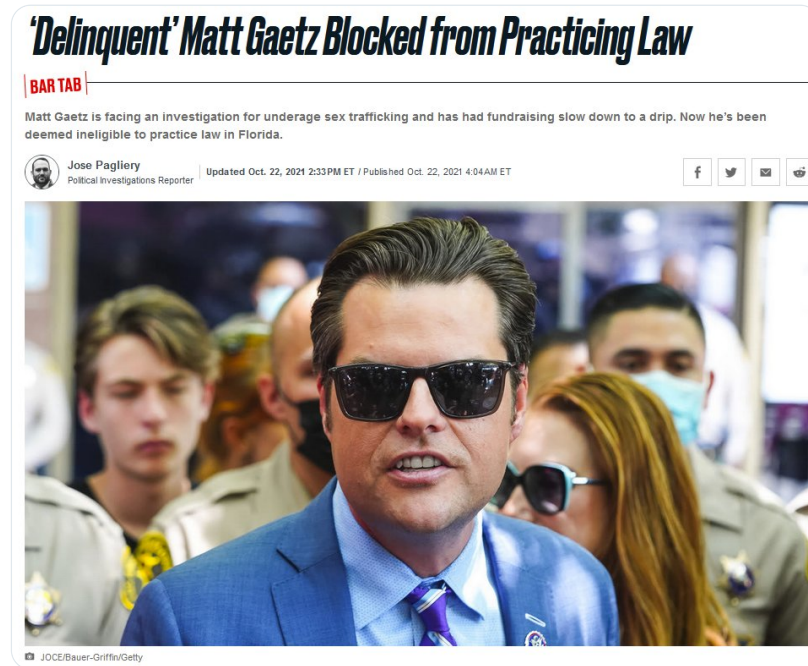 ‘Delinquent’ Matt Gaetz Blocked from Practicing Law
BAR TAB
Matt Gaetz is facing an investigation for underage sex trafficking and has had fundraising slow down to a drip. Now he’s been
deemed ineligible to practice law in Florida.
Jose Pagliery
Political Investigations Reporter
Updated Oct. 22, 2021 2:33PM ET / Published Oct. 22, 2021 4:04AM ET
JOCE/Bauer-Griffin/Getty